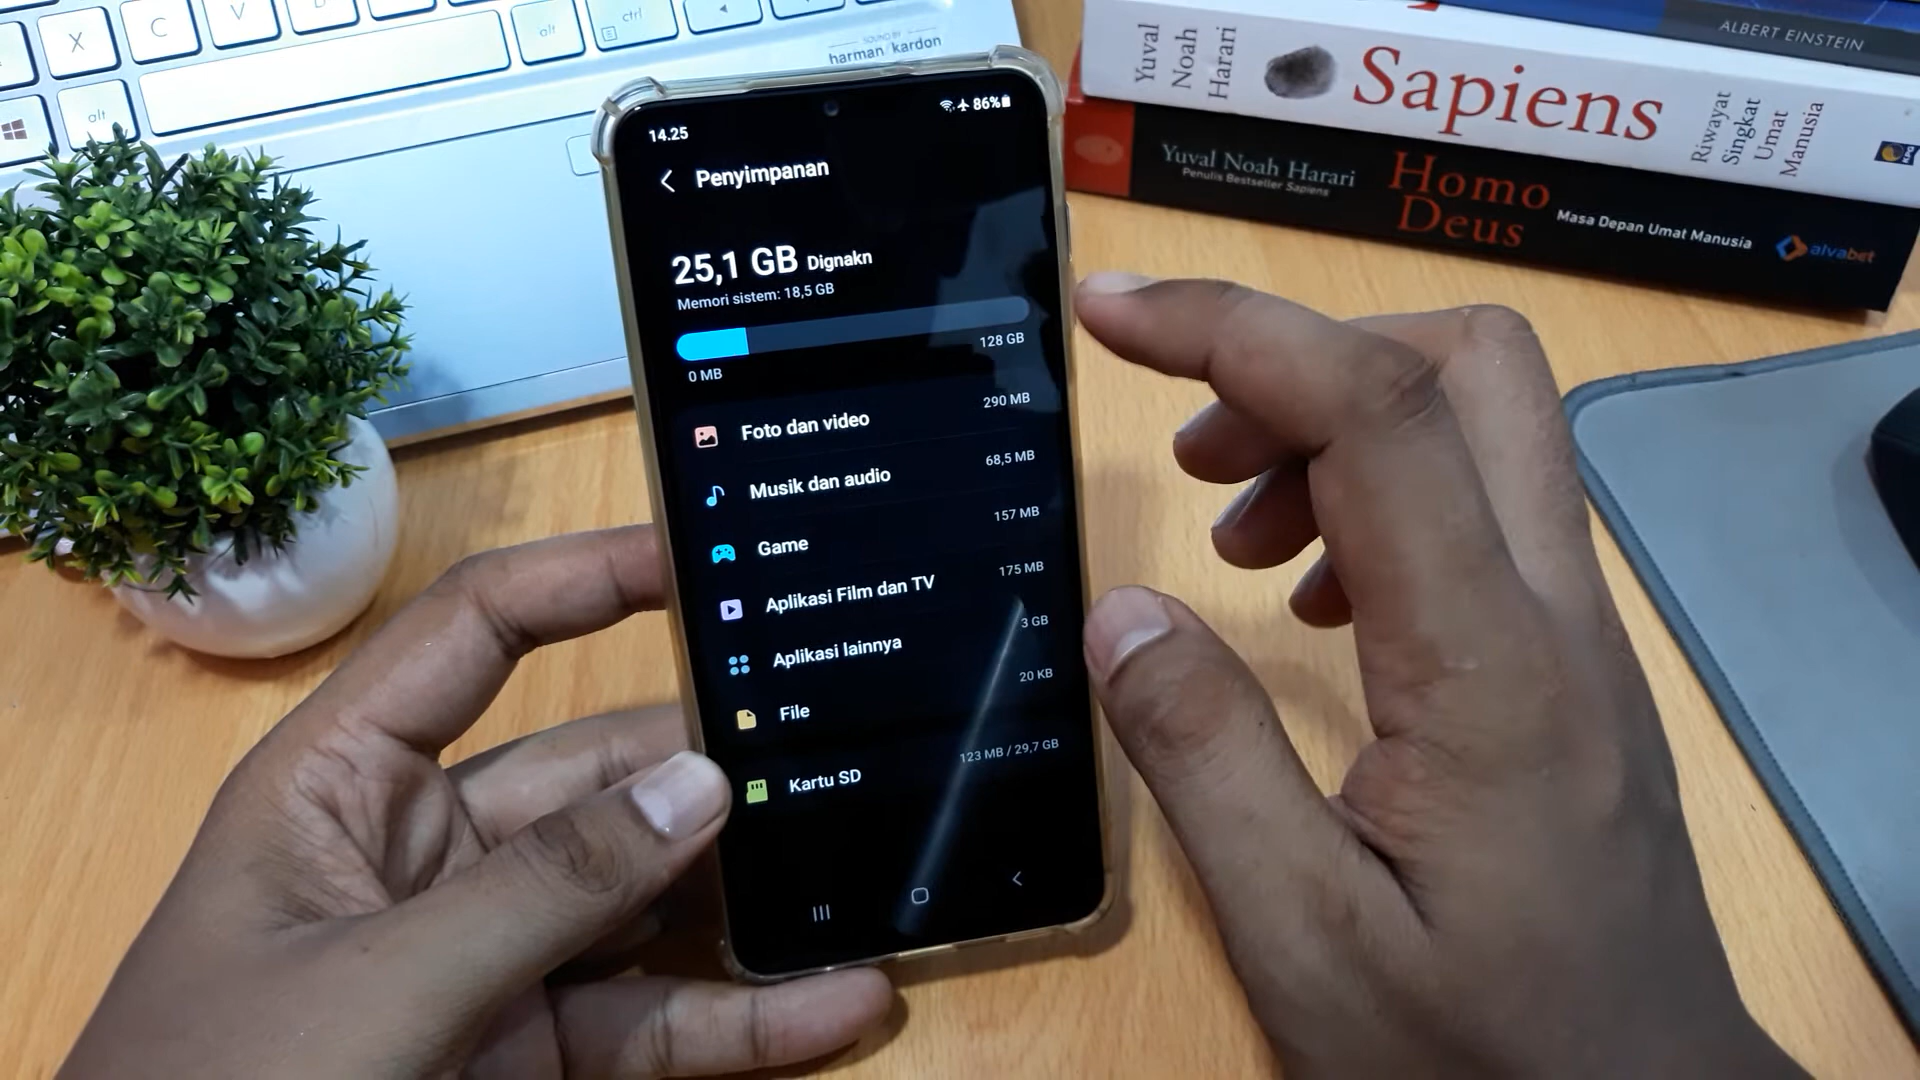 X
C
V
alt
ctrl
alt
SOUND BY
harman/kardon
ALBERT EINSTEIN
Yuval
Noah
Harari
Sapiens
Riwayat
Singkat
Umat
Manusia
KPG
Yuval Noah Harari
Penulis Bestseller Sapiens
Homo
Deus
Masa Depan Umat Manusia
alvabet
14.25
86%
Penyimpanan
25,1 GB Dignakn
Memori sistem: 18,5 GB
128 GB
0 MB
Foto dan video 290 MB
Musik dan audio 68,5 MB
Game 157 MB
Aplikasi Film dan TV 175 MB
Aplikasi lainnya 3 GB
File 20 KB
Kartu SD 123 MB / 29,7 GB